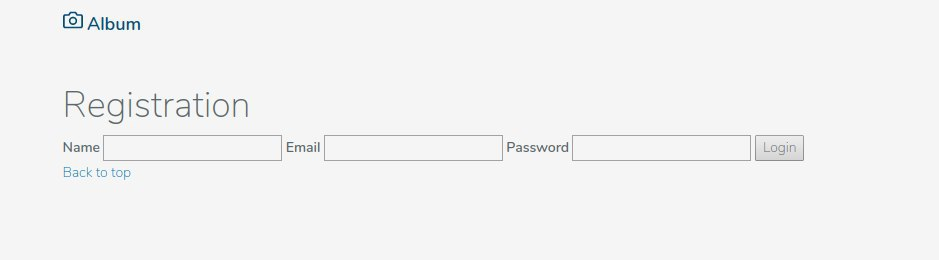 Album
Registration
Name Email Password Login
Back to top